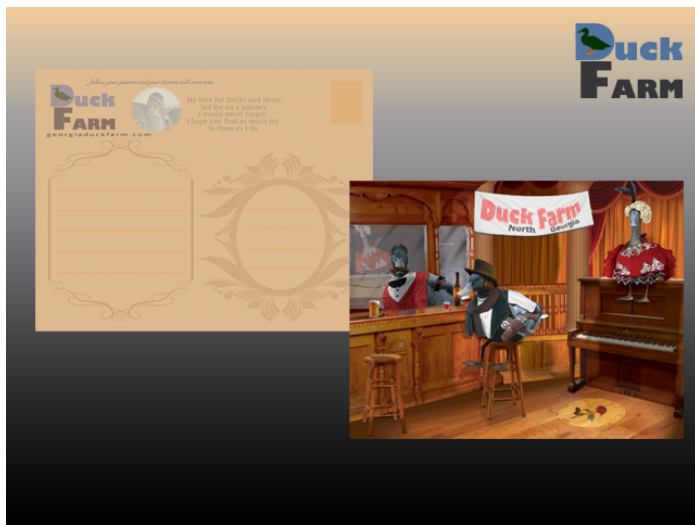 Duck
FARM
follow your passion and your dreams will come true
Duck
FARM
georgiaduckfarm.com
My love for Ducks and Wooy
led me on a journey
I would never forget.
I hope you find as much joy
in them as I do
Duck Farm
North Georgia